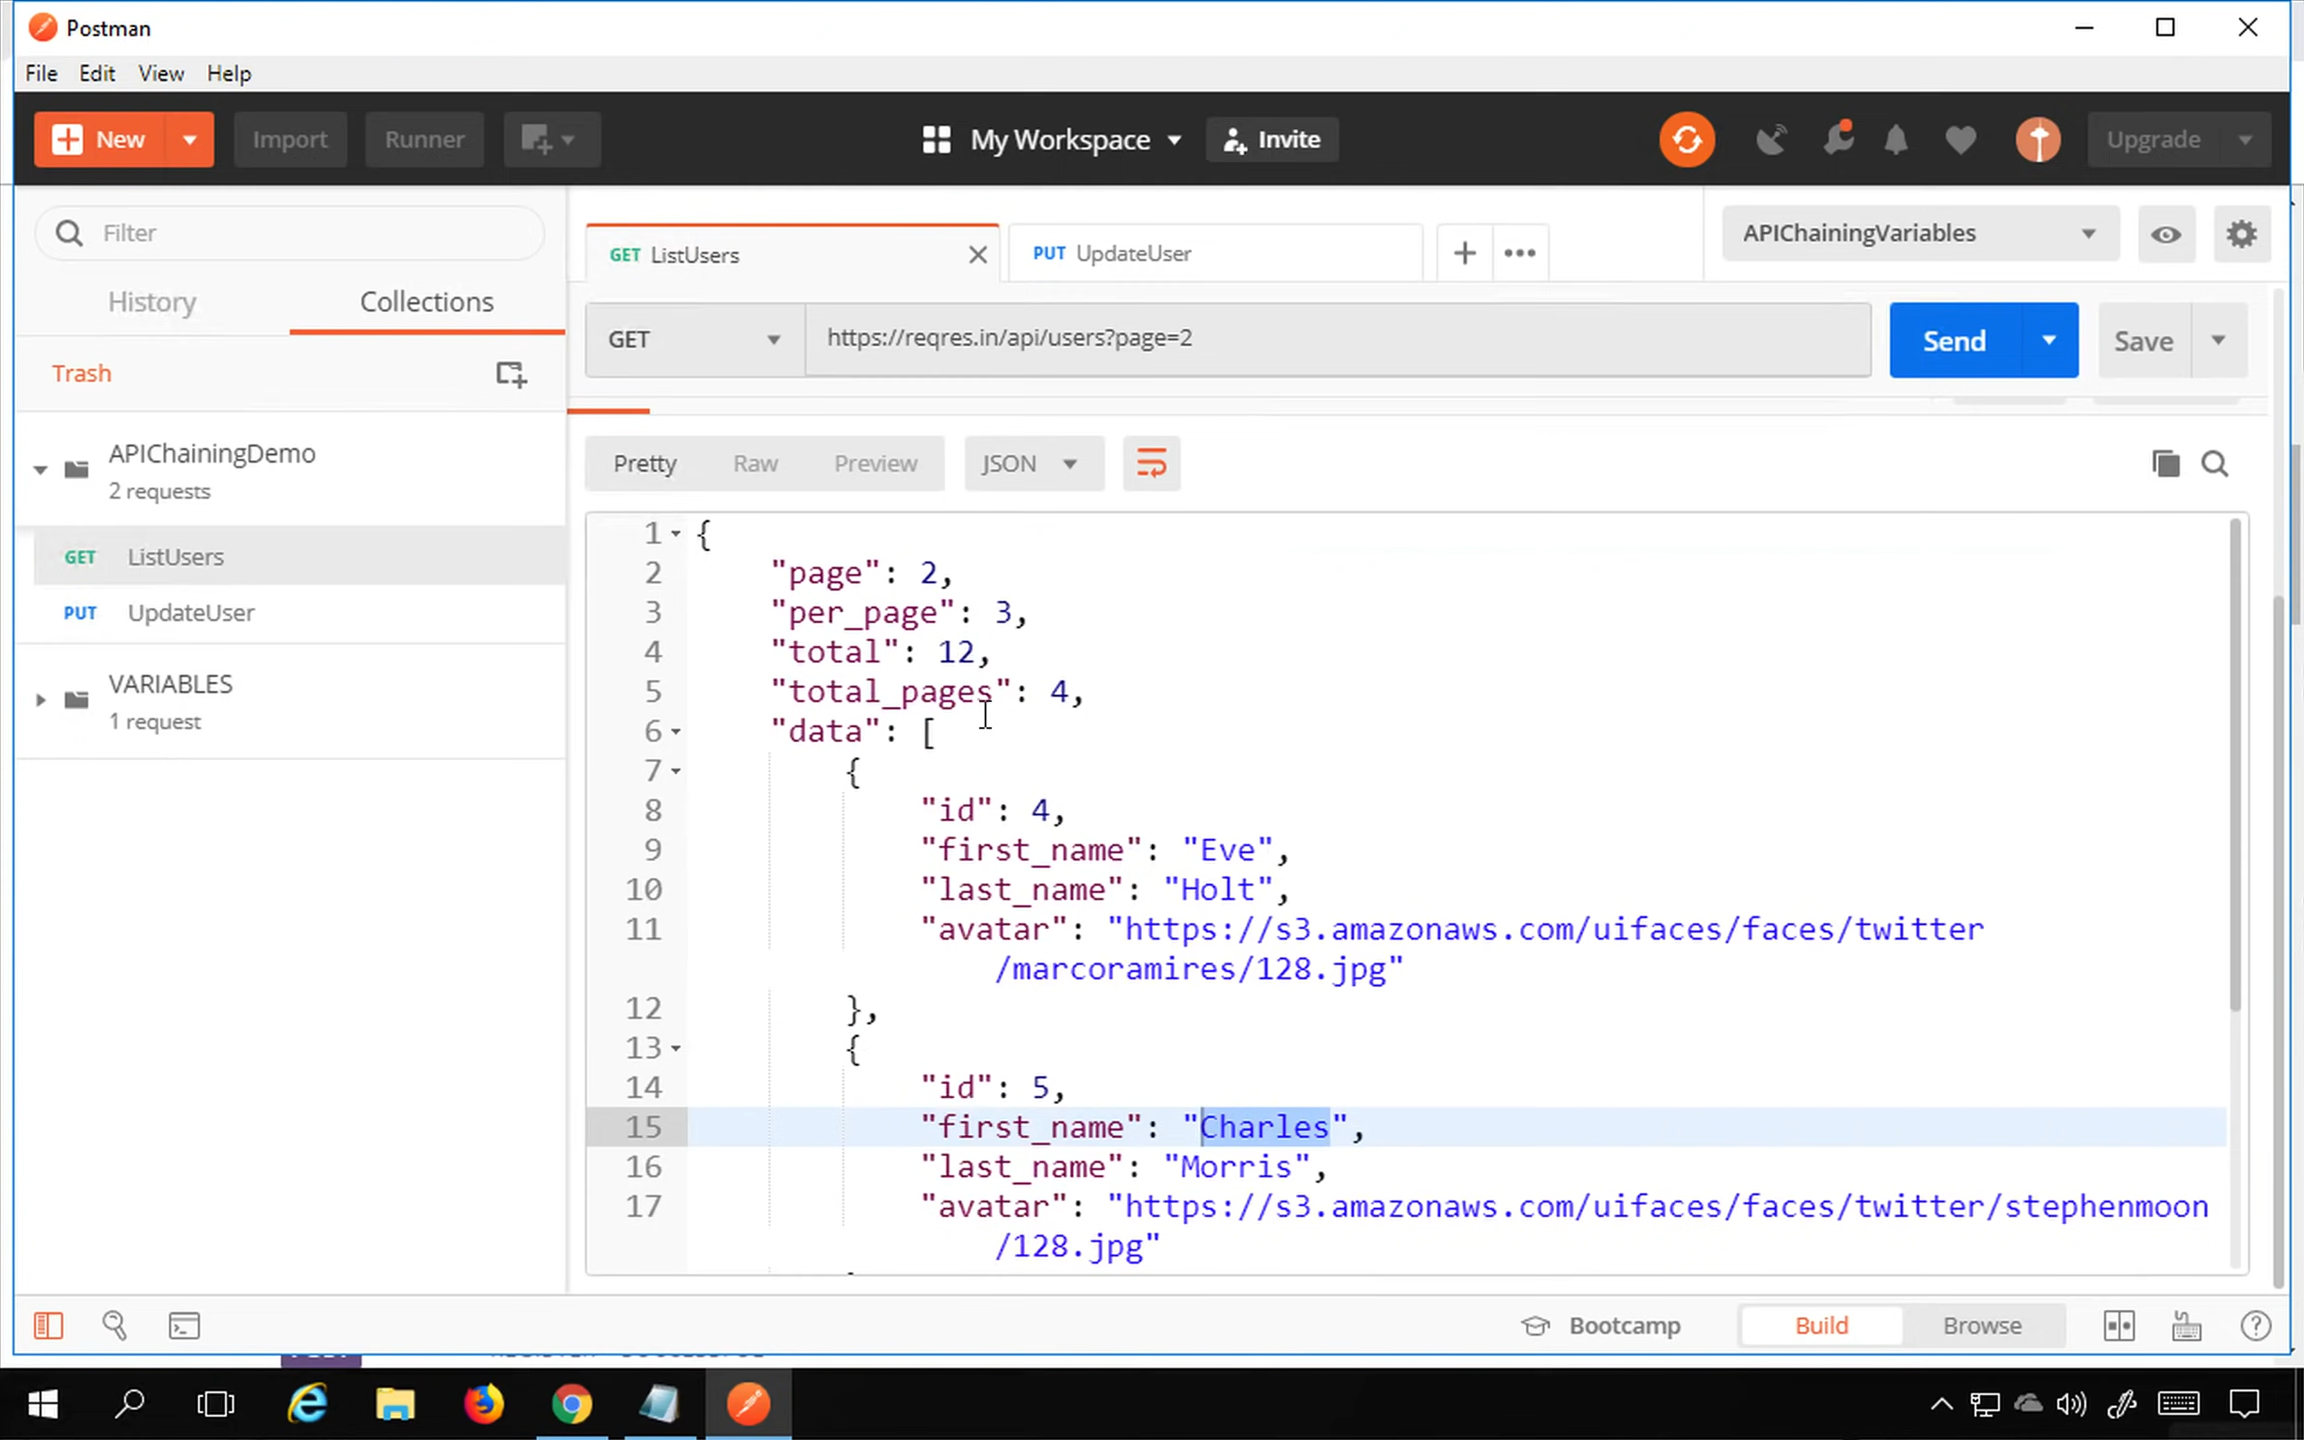 Postman
File Edit View Help
New Import Runner My Workspace Invite Upgrade
Filter
History Collections
Trash
APIChainingDemo
2 requests
GET ListUsers
PUT UpdateUser
VARIABLES
1 request
GET ListUsers PUT UpdateUser APIChainingVariables
GET https://reqres.in/api/users?page=2 Send Save
Pretty Raw Preview JSON
1 {
2 "page": 2,
3 "per_page": 3,
4 "total": 12,
5 "total_pages": 4,
6 "data": [
7 {
8 "id": 4,
9 "first_name": "Eve",
10 "last_name": "Holt",
11 "avatar": "https://s3.amazonaws.com/uifaces/faces/twitter
/marcoramires/128.jpg"
12 },
13 {
14 "id": 5,
15 "first_name": "Charles",
16 "last_name": "Morris",
17 "avatar": "https://s3.amazonaws.com/uifaces/faces/twitter/stephenmoon
/128.jpg"
Bootcamp Build Browse